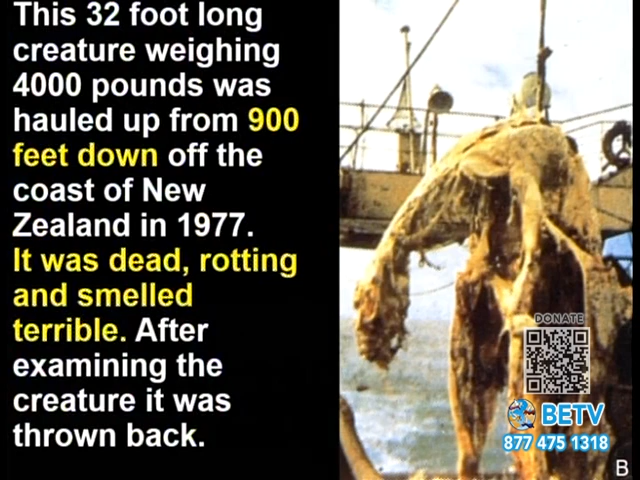 This 32 foot long
creature weighing
4000 pounds was
hauled up from 900
feet down off the
coast of New
Zealand in 1977.
It was dead, rotting
and smelled
terrible. After
examining the
creature it was
thrown back.
DONATE
BETV
877 475 1318
B